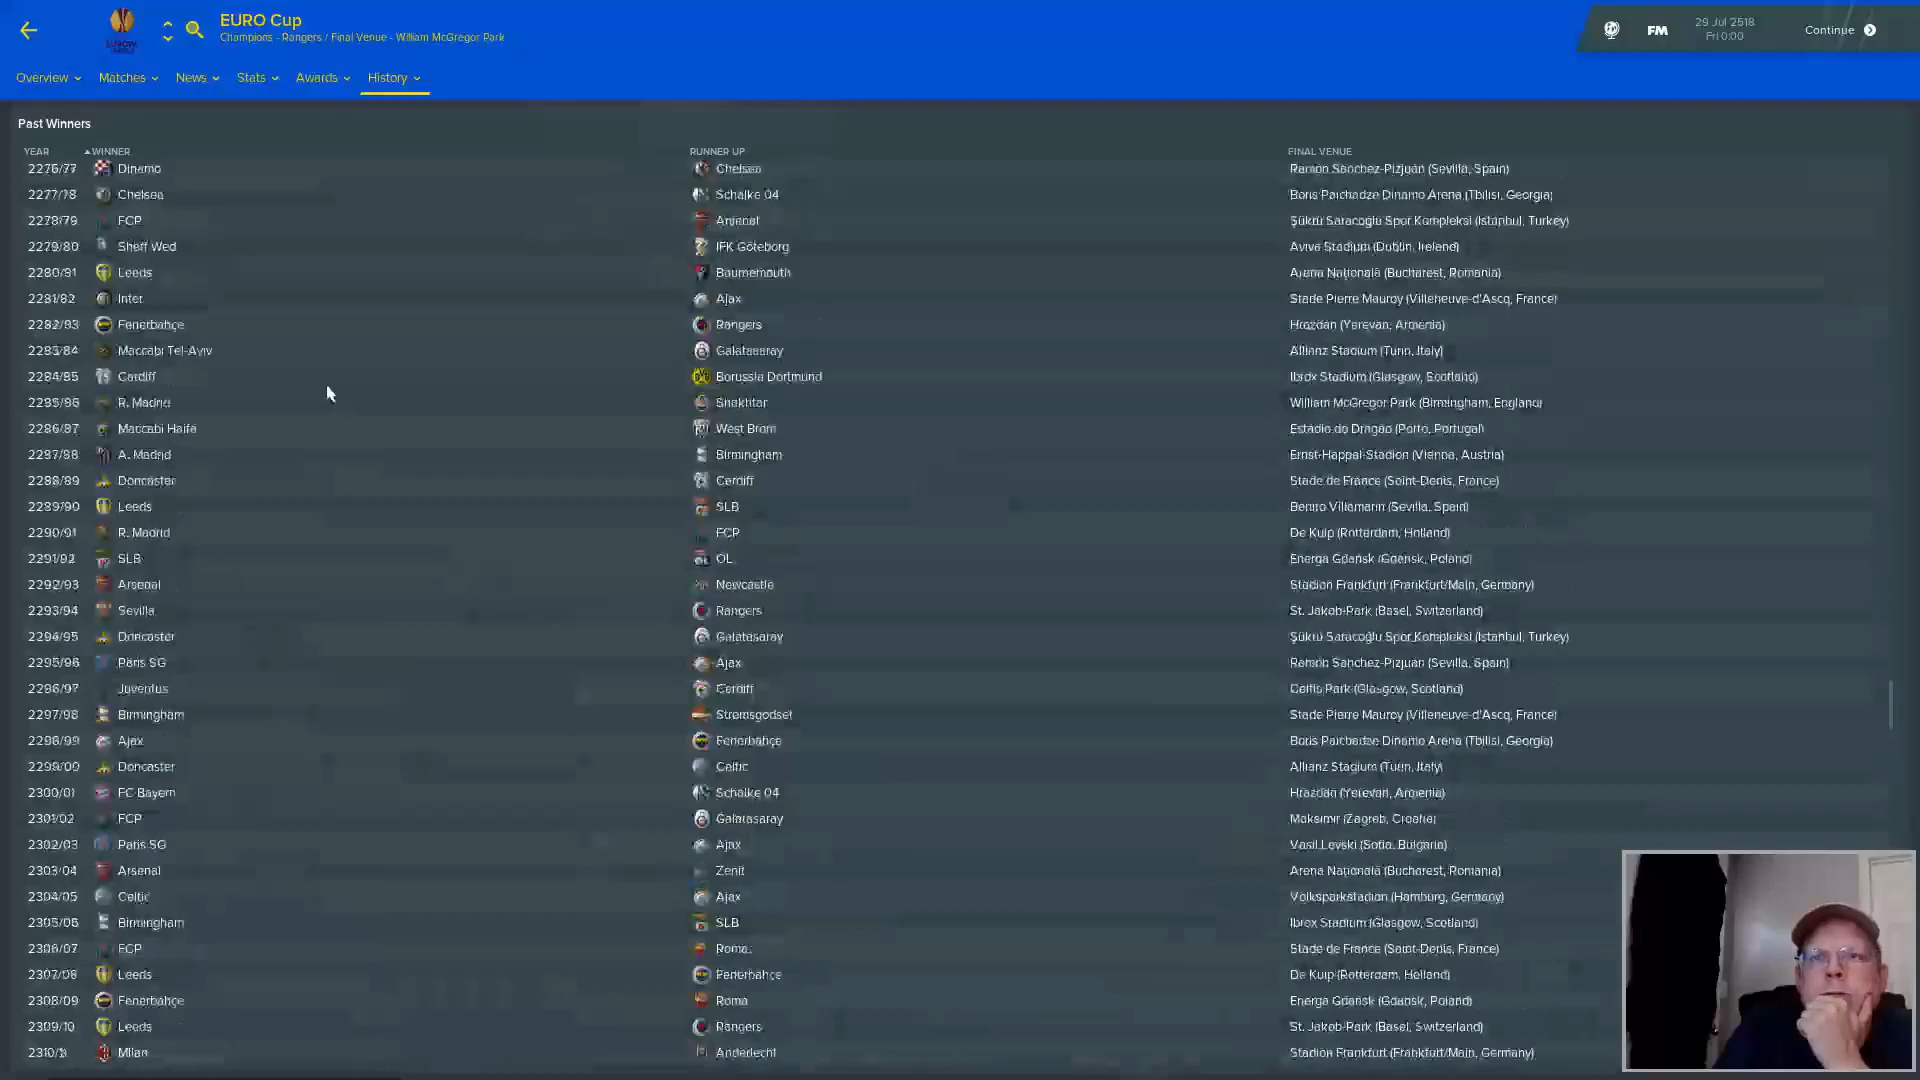 EURO Cup
Champions - Rangers / Final Venue - William McGregor Park
FM
29 Jul 2518
Fri 0:00
Continue
Overview Matches News Stats Awards History
Past Winners
YEAR WINNER RUNNER UP FINAL VENUE
2276/77 Dinamo Chelsea Ramón Sánchez-Pizjuán (Sevilla, Spain)
2277/78 Chelsea Schalke 04 Boris Paichadze Dinamo Arena (Tbilisi, Georgia)
2278/79 FCP Arsenal Şükrü Saracoğlu Spor Kompleksi (Istanbul, Turkey)
2279/80 Sheff Wed IFK Göteborg Aviva Stadium (Dublin, Ireland)
2280/81 Leeds Bournemouth Arena Națională (Bucharest, Romania)
2281/82 Inter Ajax Stade Pierre Mauroy (Villeneuve-d'Ascq, France)
2282/83 Fenerbahçe Rangers Hrazdan (Yerevan, Armenia)
2283/84 Maccabi Tel-Aviv Galatasaray Allianz Stadium (Turin, Italy)
2284/85 Cardiff Borussia Dortmund Ibrox Stadium (Glasgow, Scotland)
2285/86 R. Madrid Shakhtar William McGregor Park (Birmingham, England)
2286/87 Maccabi Haifa West Brom Estádio do Dragão (Porto, Portugal)
2287/88 A. Madrid Birmingham Ernst-Happel-Stadion (Vienna, Austria)
2288/89 Doncaster Cardiff Stade de France (Saint-Denis, France)
2289/90 Leeds SLB Benito Villamarín (Sevilla, Spain)
2290/91 R. Madrid FCP De Kuip (Rotterdam, Holland)
2291/92 SLB OL Energa Gdańsk (Gdansk, Poland)
2292/93 Arsenal Newcastle Stadion Frankfurt (Frankfurt/Main, Germany)
2293/94 Sevilla Rangers St. Jakob-Park (Basel, Switzerland)
2294/95 Doncaster Galatasaray Şükrü Saracoğlu Spor Kompleksi (Istanbul, Turkey)
2295/96 Paris SG Ajax Ramón Sánchez-Pizjuán (Sevilla, Spain)
2296/97 Juventus Cardiff Celtic Park (Glasgow, Scotland)
2297/98 Birmingham Strømsgodset Stade Pierre Mauroy (Villeneuve-d'Ascq, France)
2298/99 Ajax Fenerbahçe Boris Paichadze Dinamo Arena (Tbilisi, Georgia)
2299/00 Doncaster Celtic Allianz Stadium (Turin, Italy)
2300/01 FC Bayern Schalke 04 Hrazdan (Yerevan, Armenia)
2301/02 FCP Galatasaray Maksimir (Zagreb, Croatia)
2302/03 Paris SG Ajax Vasil Levski (Sofia, Bulgaria)
2303/04 Arsenal Zenit Arena Națională (Bucharest, Romania)
2304/05 Celtic Ajax Volksparkstadion (Hamburg, Germany)
2305/06 Birmingham SLB Ibrox Stadium (Glasgow, Scotland)
2306/07 FCP Roma Stade de France (Saint-Denis, France)
2307/08 Leeds Fenerbahçe De Kuip (Rotterdam, Holland)
2308/09 Fenerbahçe Roma Energa Gdańsk (Gdansk, Poland)
2309/10 Leeds Rangers St. Jakob-Park (Basel, Switzerland)
2310/11 Milan Anderlecht Stadion Frankfurt (Frankfurt/Main, Germany)